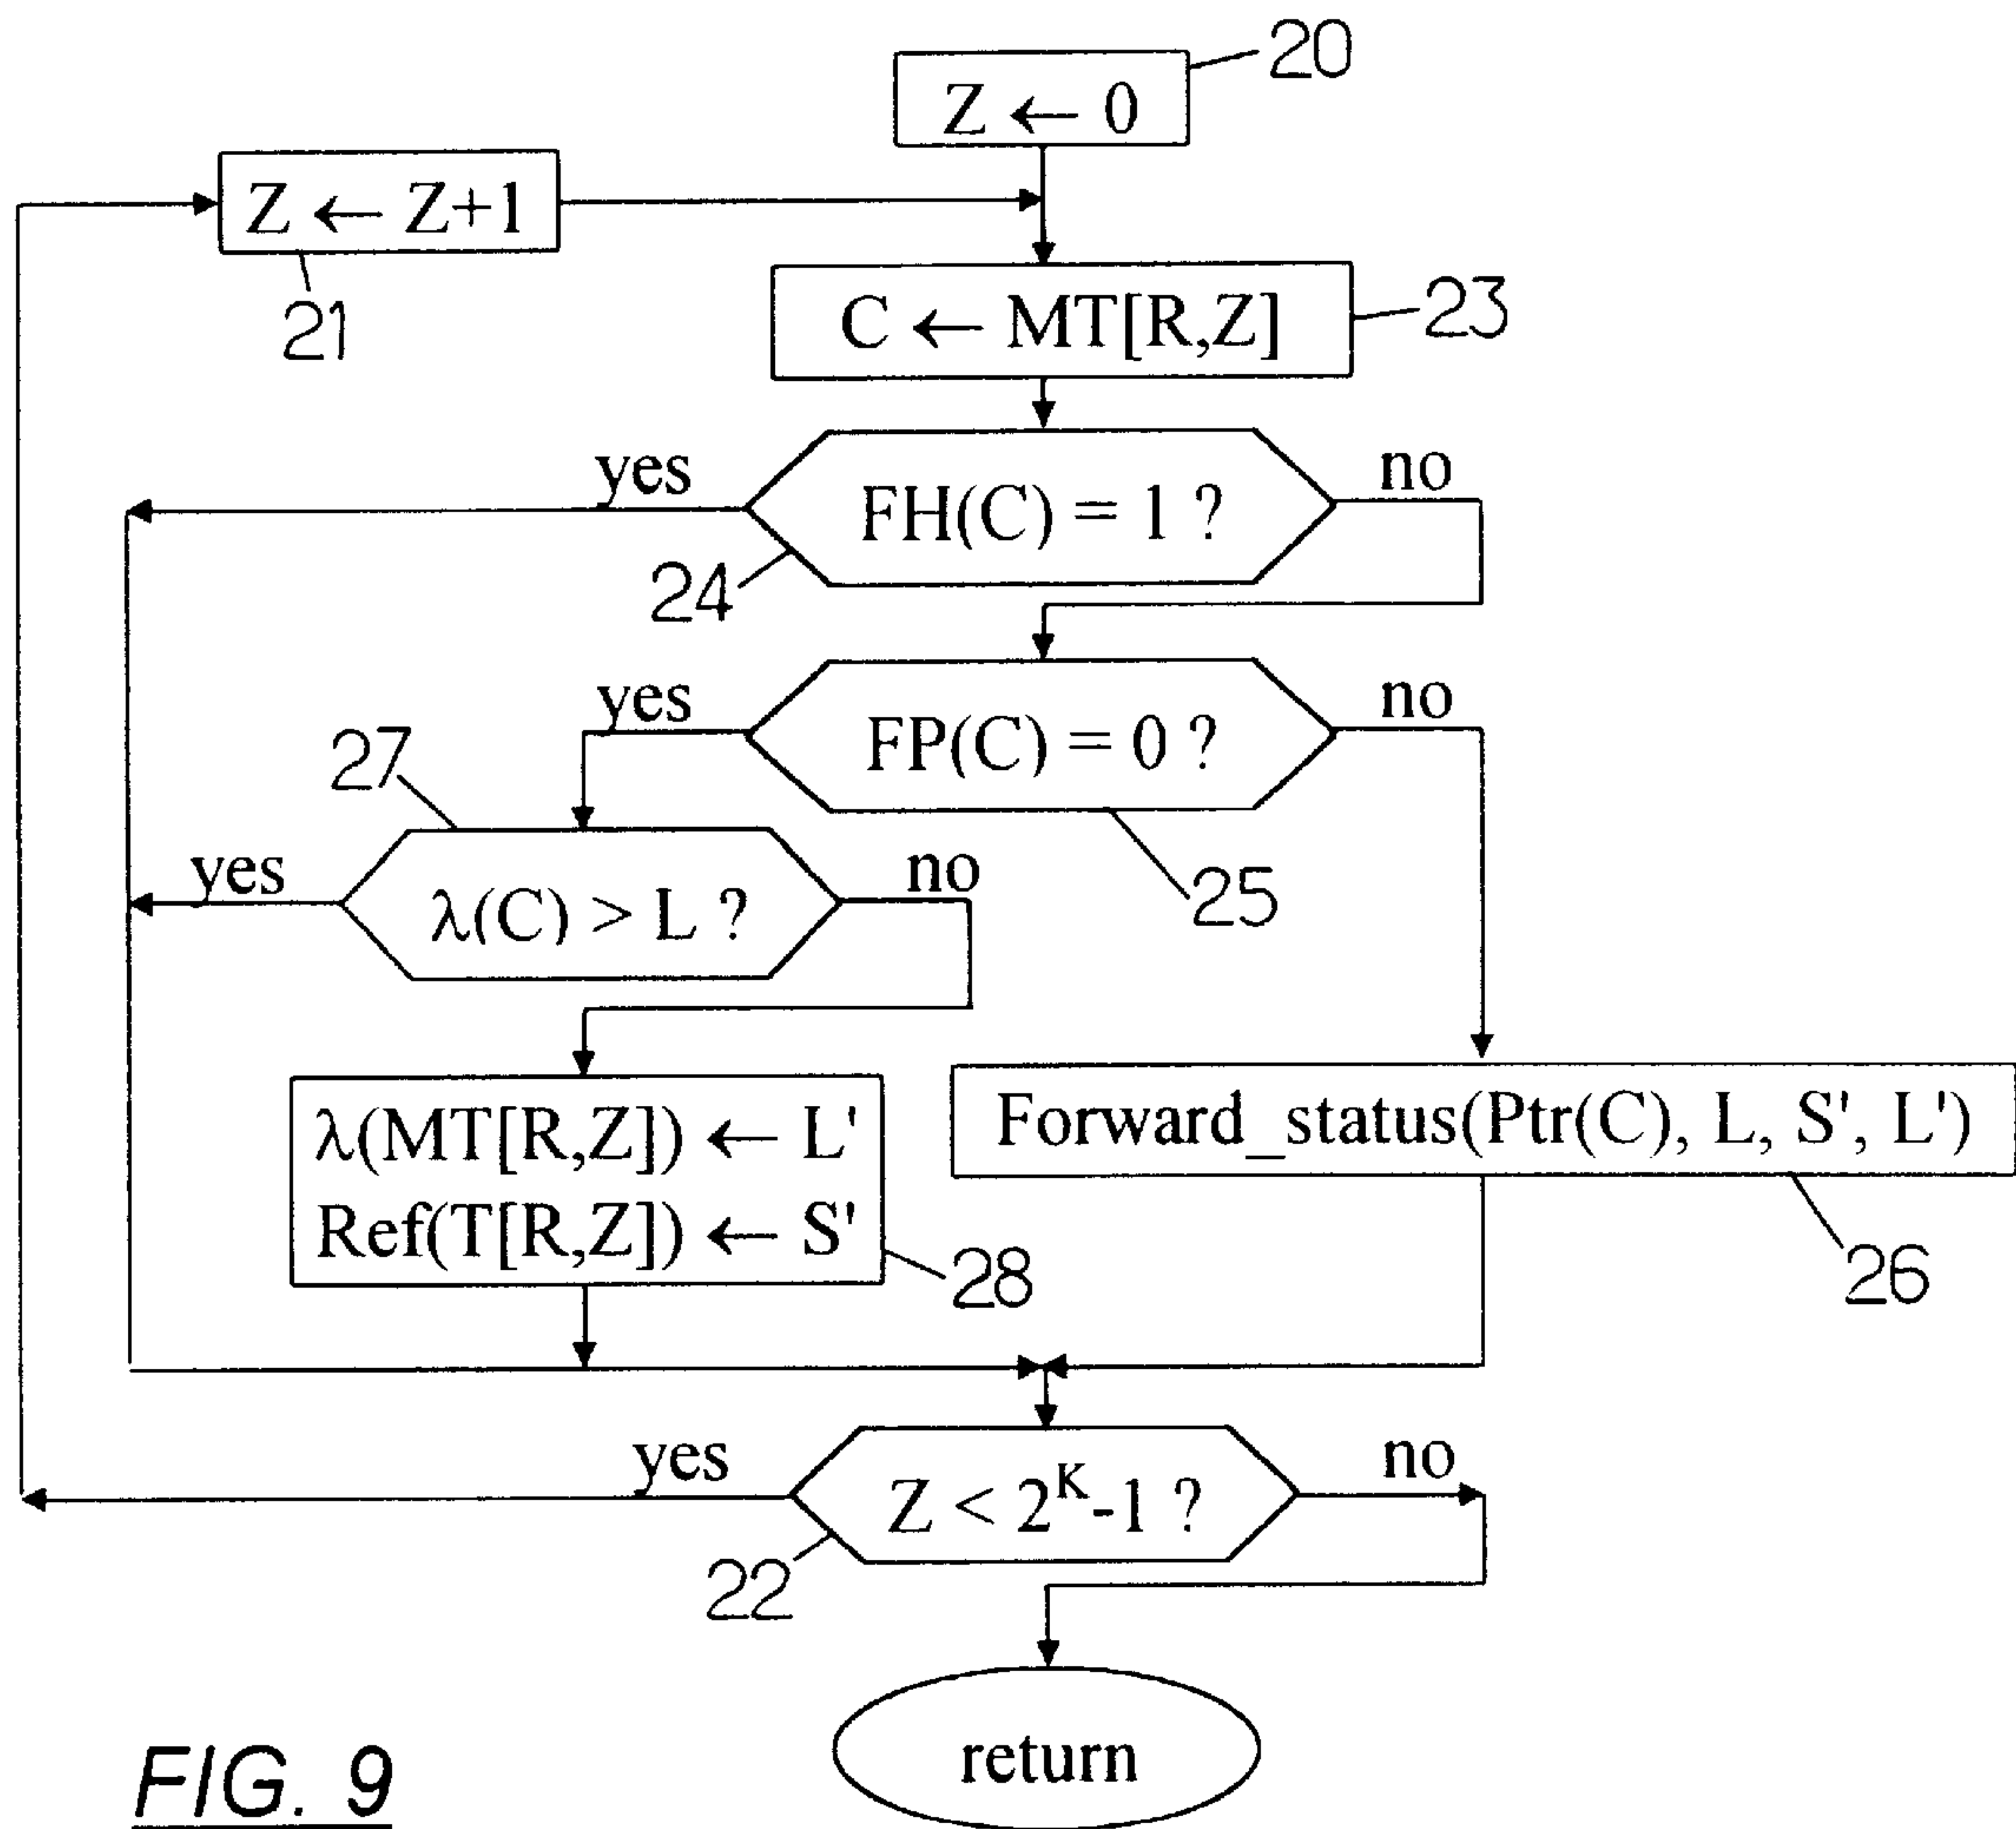 20
Z ← 0
Z ← Z+1
21
C ← MT[R,Z]
23
yes
no
FH(C) = 1 ?
24
yes
no
FP(C) = 0 ?
27
25
yes
no
λ(C) > L ?
λ(MT[R,Z]) ← L'
Ref(T[R,Z]) ← S'
28
Forward_status(Ptr(C), L, S', L')
26
yes
no
Z < 2^K-1 ?
22
return
FIG. 9